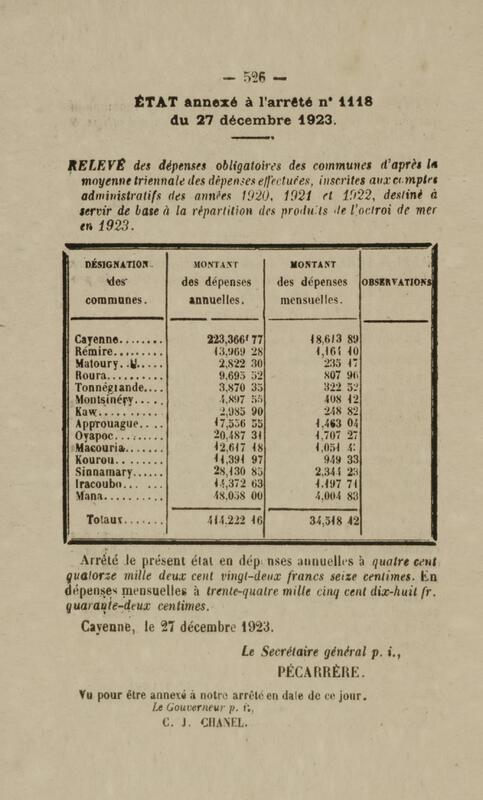 — 526 —
ÉTAT annexé à l'arrêté n° 1118
du 27 décembre 1923.
RELEVÉ des dépenses obligatoires des communes d'après la
moyenne triennale des dépenses effectuées, inscrites aux comptes
administratifs des années 1920, 1921 et 1922, destiné à
servir de base à la répartition des produits de l'octroi de mer
en 1923.
DÉSIGNATION des communes. MONTANT des dépenses annuelles. MONTANT des dépenses mensuelles. OBSERVATIONS
Cayenne........ 223,366f 77 18,613 89
Rémire......... 13,969 28 1,164 10
Matoury....... 2,822 30 235 17
Roura.......... 9,695 52 807 96
Tonnégrande.... 3,870 35 322 52
Montsinéry..... 4,897 55 408 12
Kaw........... 2,985 90 248 82
Approuague.... 17,556 55 1,463 04
Oyapoc......... 20,487 31 1,707 27
Macouria....... 12,617 18 1,051
Kourou......... 11,391 97 949 33
Sinnamary...... 28,130 85 2,344 23
Iracoubo....... 14,372 63 1,197 71
Mana.......... 48,058 00 4,004 83
Totaux....... 414,222 16 34,518 42
Arrêté le présent état en dépenses annuelles à quatre cent
quatorze mille deux cent vingt-deux francs seize centimes. En
dépenses mensuelles à trente-quatre mille cinq cent dix-huit fr.
quarante-deux centimes.
Cayenne, le 27 décembre 1923.
Le Secrétaire général p. i.,
PÉCARRÈRE.
Vu pour être annexé à notre arrêté en date de ce jour.
Le Gouverneur p. i.,
C. J. CHANEL.